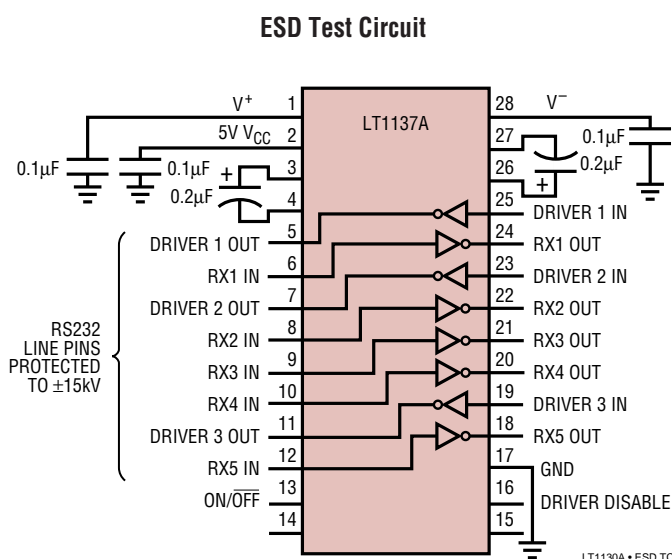 ESD Test Circuit
LT1137A
V+ 1
5V VCC 2
3
4
0.1µF
0.1µF
+
0.2µF
28 V–
27
26
0.1µF
0.2µF
+
DRIVER 1 OUT 5
RX1 IN 6
DRIVER 2 OUT 7
RX2 IN 8
RX3 IN 9
RX4 IN 10
DRIVER 3 OUT 11
RX5 IN 12
ON/OFF 13
14
RS232
LINE PINS
PROTECTED
TO ±15kV
25 DRIVER 1 IN
24 RX1 OUT
23 DRIVER 2 IN
22 RX2 OUT
21 RX3 OUT
20 RX4 OUT
19 DRIVER 3 IN
18 RX5 OUT
17 GND
16 DRIVER DISABLE
15
LT1130A • ESD TC